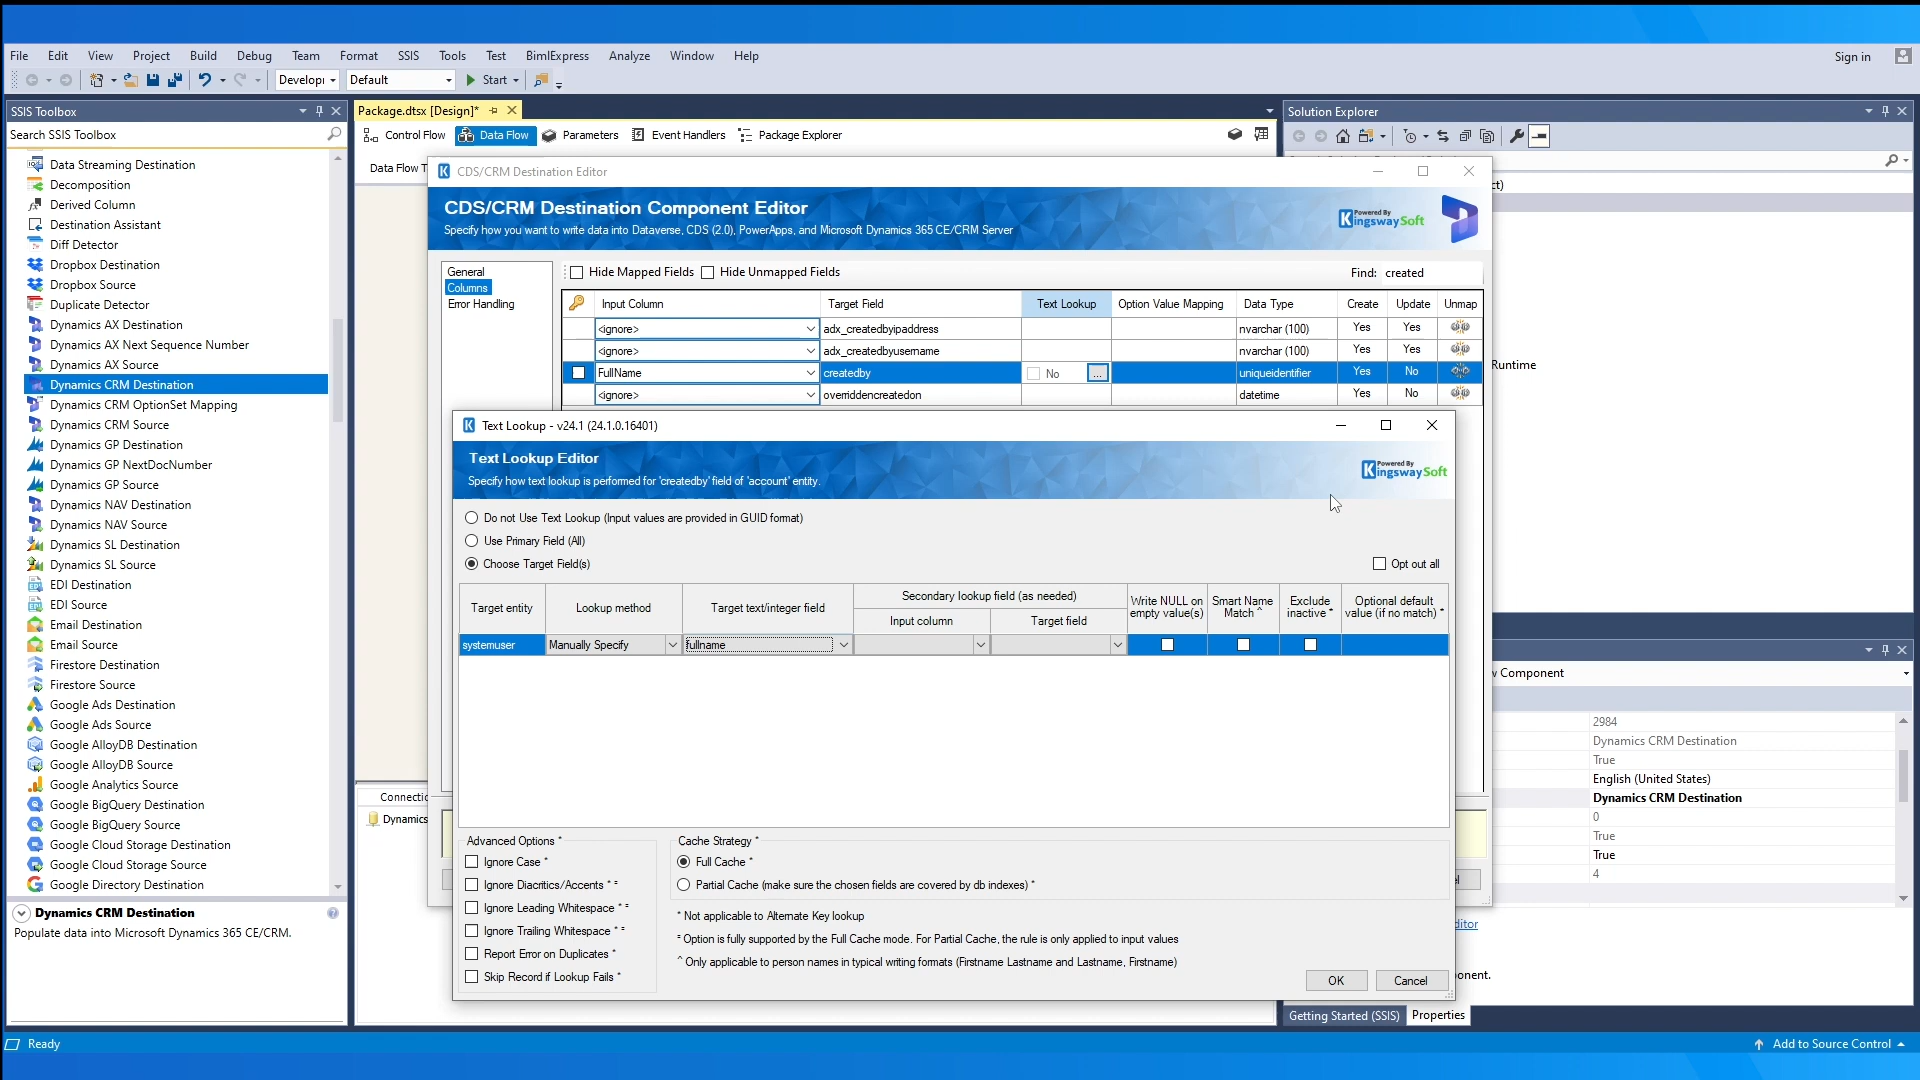 File Edit View Project Build Debug Team Format SSIS Tools Test BimlExpress Analyze Window Help
Sign in
Default
Start
SSIS Toolbox
Search SSIS Toolbox
Data Streaming Destination
Decomposition
Derived Column
Destination Assistant
Diff Detector
Dropbox Destination
Dropbox Source
Duplicate Detector
Dynamics AX Destination
Dynamics AX Next Sequence Number
Dynamics AX Source
Dynamics CRM Destination
Dynamics CRM OptionSet Mapping
Dynamics CRM Source
Dynamics GP Destination
Dynamics GP NextDocNumber
Dynamics GP Source
Dynamics NAV Destination
Dynamics NAV Source
Dynamics SL Destination
Dynamics SL Source
EDI Destination
EDI Source
Email Destination
Email Source
Firestore Destination
Firestore Source
Google Ads Destination
Google Ads Source
Google AlloyDB Destination
Google AlloyDB Source
Google Analytics Source
Google BigQuery Destination
Google BigQuery Source
Google Cloud Storage Destination
Google Cloud Storage Source
Google Directory Destination
Dynamics CRM Destination
Populate data into Microsoft Dynamics 365 CE/CRM.
Package.dtsx [Design]*
Control Flow Data Flow Parameters Event Handlers Package Explorer
Data Flow T
CDS/CRM Destination Editor
CDS/CRM Destination Component Editor
Specify how you want to write data into Dataverse, CDS (2.0), PowerApps, and Microsoft Dynamics 365 CE/CRM Server
Powered By
KingswaySoft
General
Columns
Error Handling
Hide Mapped Fields Hide Unmapped Fields
Find: created
Input Column Target Field Text Lookup Option Value Mapping Data Type Create Update Unmap
<ignore> adx_createdbyipaddress nvarchar (100) Yes Yes
<ignore> adx_createdbyusername nvarchar (100) Yes Yes
FullName createdby No ... uniqueidentifier Yes No
<ignore> overriddencreatedon datetime Yes No
Text Lookup - v24.1 (24.1.0.16401)
Text Lookup Editor
Specify how text lookup is performed for 'createdby' field of 'account' entity.
Powered By
KingswaySoft
Do not Use Text Lookup (Input values are provided in GUID format)
Use Primary Field (All)
Choose Target Field(s)
Opt out all
Target entity Lookup method Target text/integer field
Secondary lookup field (as needed)
Input column Target field
Write NULL on empty value(s)
Smart Name Match ^
Exclude inactive *
Optional default value (if no match) *
systemuser Manually Specify fullname
Advanced Options *
Ignore Case *
Ignore Diacritics/Accents * =
Ignore Leading Whitespace * =
Ignore Trailing Whitespace * =
Report Error on Duplicates *
Skip Record if Lookup Fails *
Cache Strategy *
Full Cache *
Partial Cache (make sure the chosen fields are covered by db indexes) *
* Not applicable to Alternate Key lookup
= Option is fully supported by the Full Cache mode. For Partial Cache, the rule is only applied to input values
^ Only applicable to person names in typical writing formats (Firstname Lastname and Lastname, Firstname)
OK Cancel
Dynamics
Solution Explorer
Runtime
Component
2984
Dynamics CRM Destination
True
English (United States)
Dynamics CRM Destination
0
True
True
4
Getting Started (SSIS) Properties
Ready
Add to Source Control